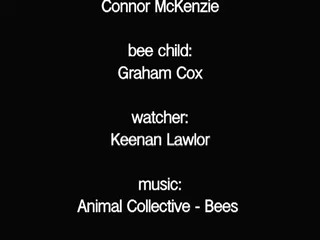 Connor McKenzie
bee child:
Graham Cox
watcher:
Keenan Lawlor
music:
Animal Collective - Bees